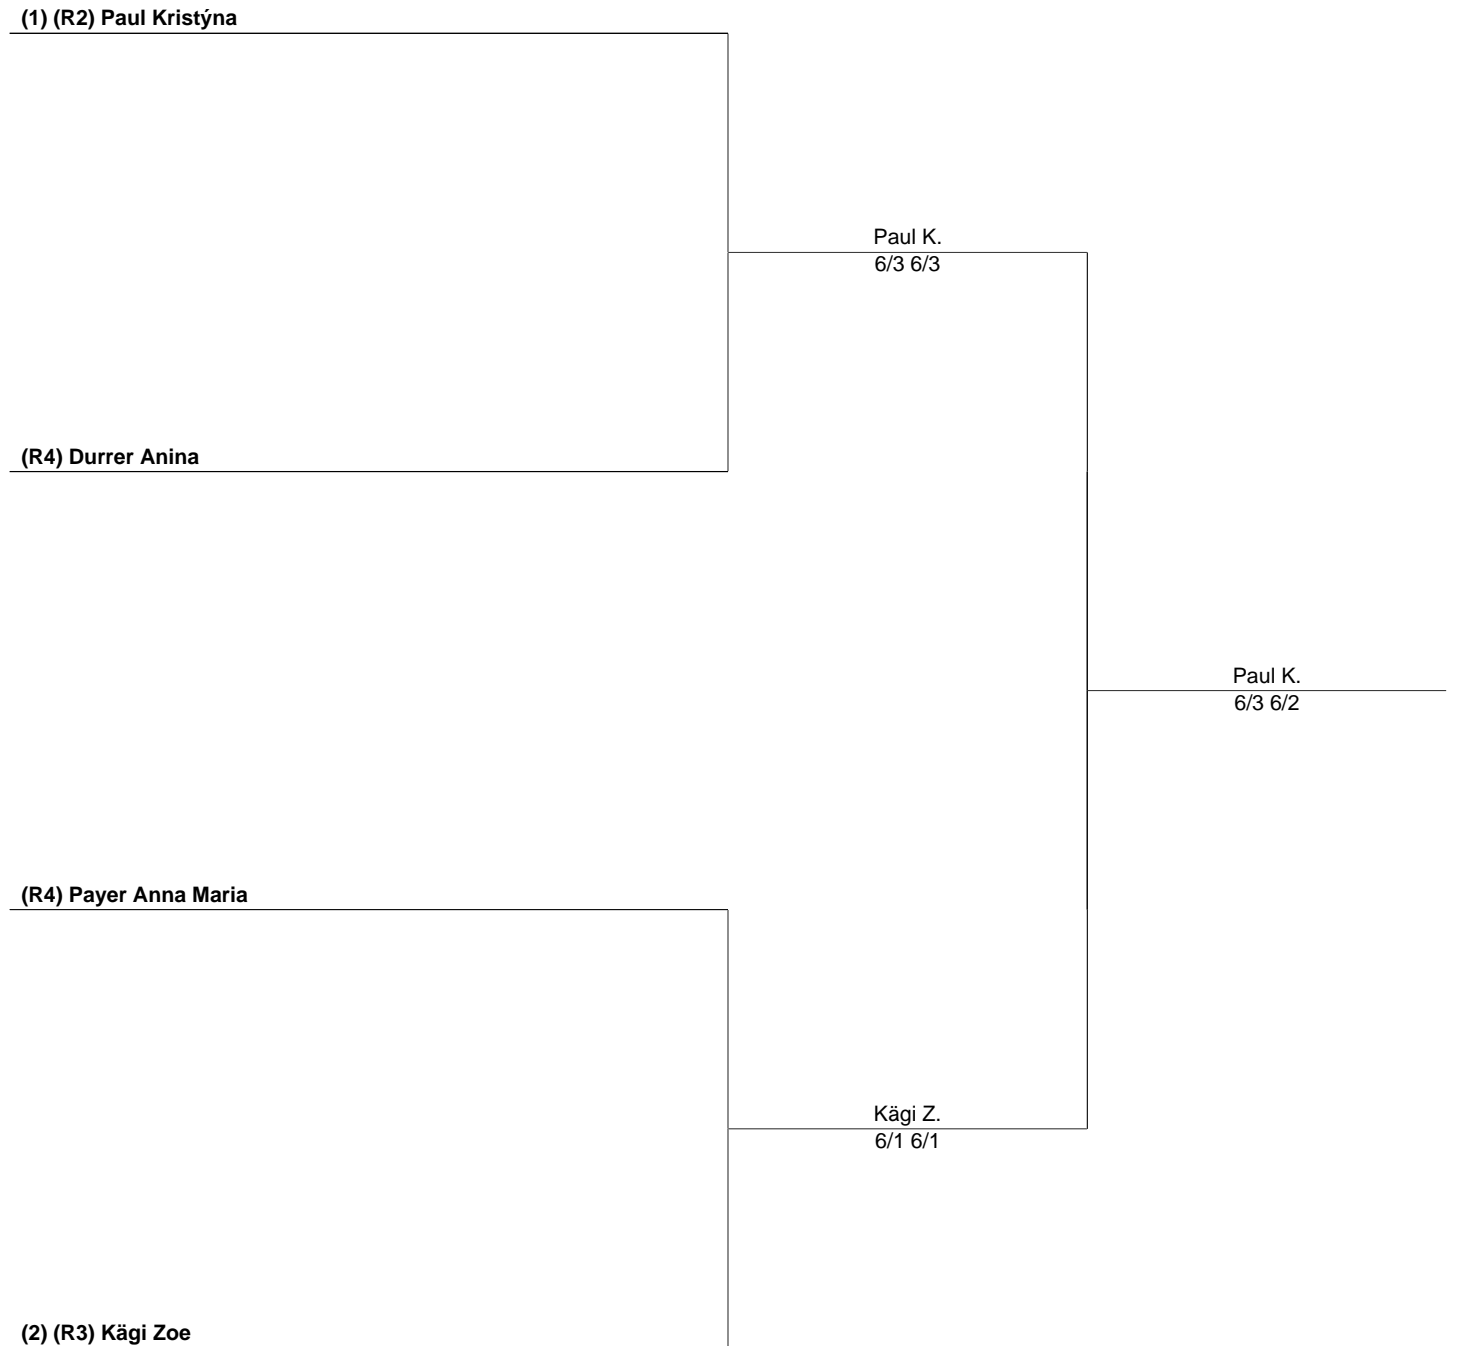 (1) (R2) Paul Kristýna
Paul K.
6/3 6/3
(R4) Durrer Anina
Paul K.
6/3 6/2
(R4) Payer Anna Maria
Kägi Z.
6/1 6/1
(2) (R3) Kägi Zoe